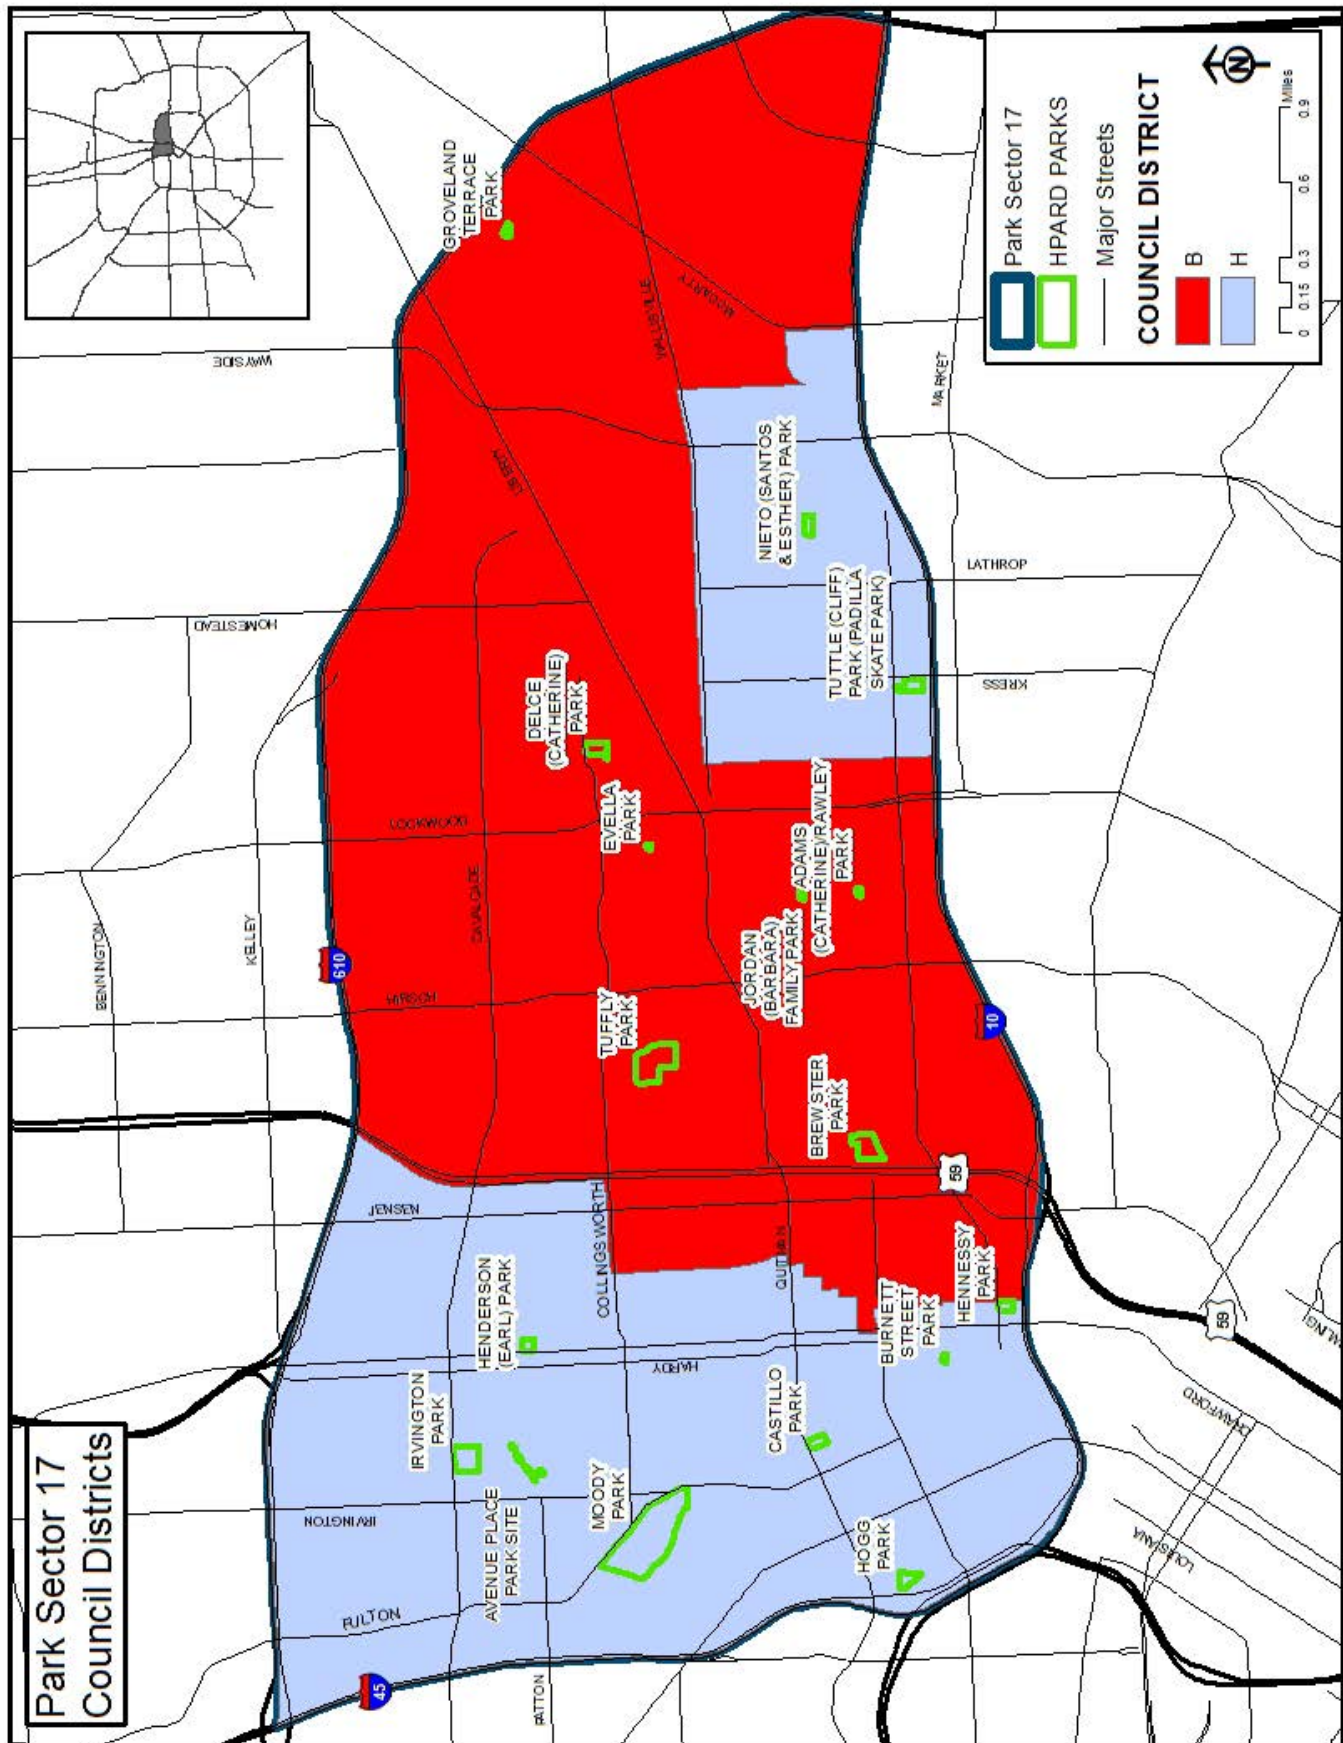 Park Sector 17
Council Districts
GROVELAND
TERRACE
PARK
WAYSIDE
HOMESTEAD
BENNINGTON
KELLEY
610
LOCKWOOD
CAVALCADE
HIRSCH
JENSEN
COLLINGSWORTH
QUITMAN
HARDY
IRVINGTON
FULTON
PATTON
45
WALLISVILLE
MCCARTY
MARKET
LATHROP
KRESS
10
59
59
CRAWFORD
LOUISIANA
DELCE
(CATHERINE)
PARK
EVELLA
PARK
TUFFLY
PARK
NIETO (SANTOS
& ESTHER) PARK
TUTTLE (CLIFF)
PARK (PADILLA
SKATE PARK)
ADAMS
(CATHERINE)/RAWLEY
PARK
JORDAN
(BARBARA)
FAMILY PARK
BREWSTER
PARK
HENNESSY
PARK
BURNETT
STREET
PARK
HENDERSON
(EARL) PARK
IRVINGTON
PARK
AVENUE PLACE
PARK SITE
MOODY
PARK
CASTILLO
PARK
HOGG
PARK
Park Sector 17
HPARD PARKS
Major Streets
COUNCIL DISTRICT
B
H
N
0 0.15 0.3 0.6 0.9
Miles